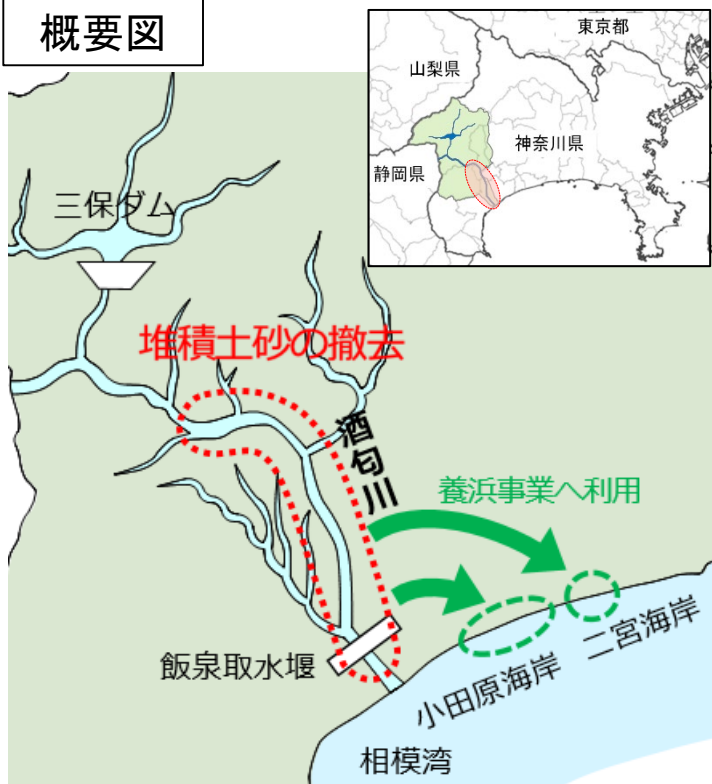 概要図
東京都
山梨県
神奈川県
静岡県
三保ダム
堆積土砂の撤去
酒匂川
養浜事業へ利用
飯泉取水堰
小田原海岸
二宮海岸
相模湾